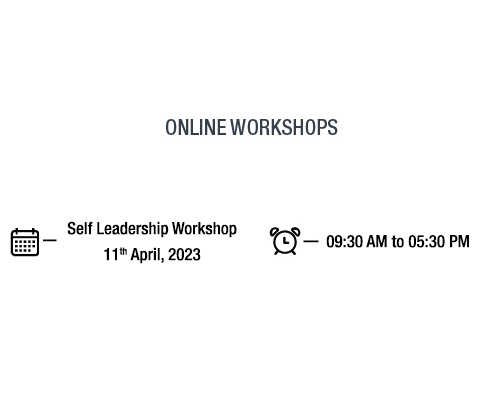 ONLINE WORKSHOPS
Self Leadership Workshop
11th April, 2023
09:30 AM to 05:30 PM